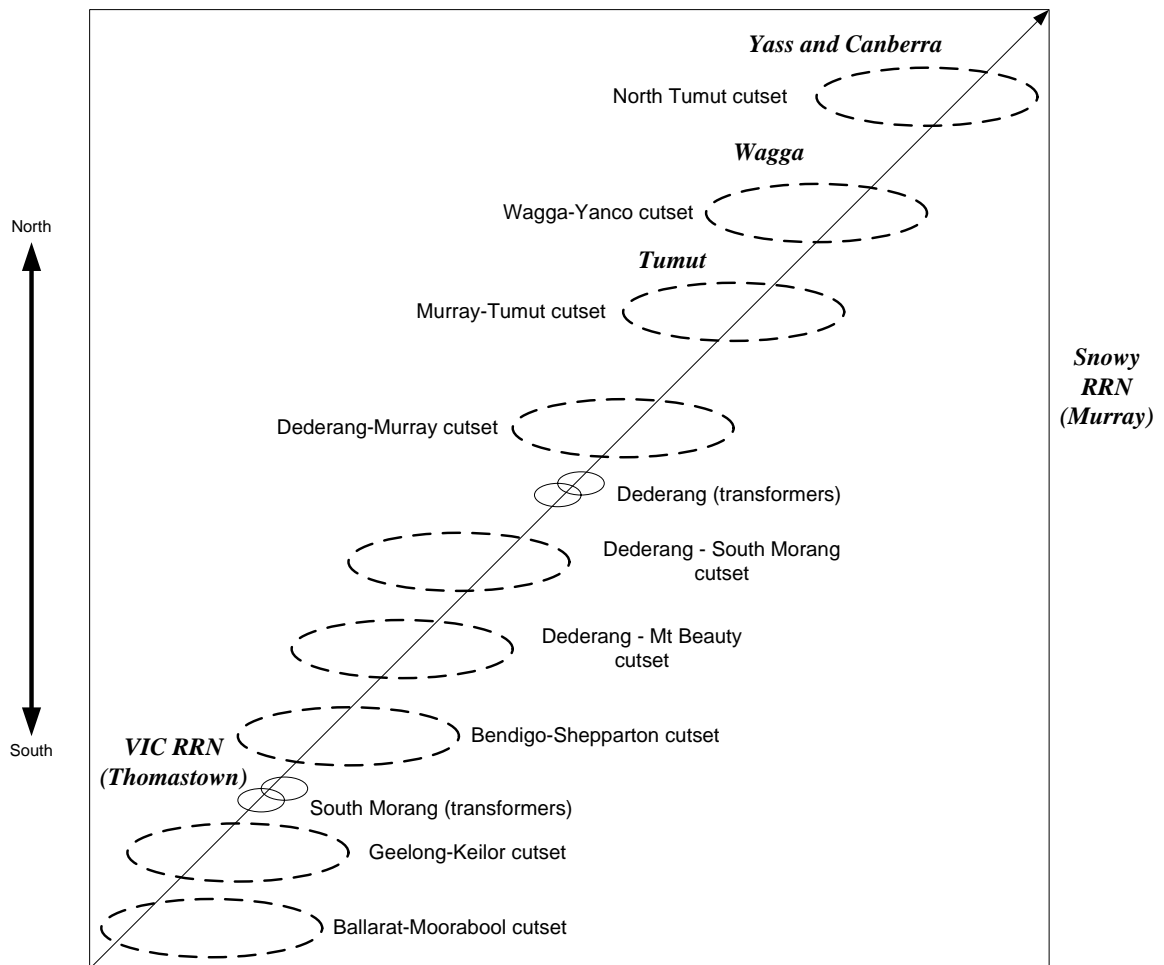 Yass and Canberra
North Tumut cutset
Wagga
Wagga-Yanco cutset
North
Tumut
Murray-Tumut cutset
Snowy
RRN
(Murray)
Dederang-Murray cutset
Dederang (transformers)
Dederang - South Morang
cutset
Dederang - Mt Beauty
cutset
Bendigo-Shepparton cutset
South
VIC RRN
(Thomastown)
South Morang (transformers)
Geelong-Keilor cutset
Ballarat-Moorabool cutset